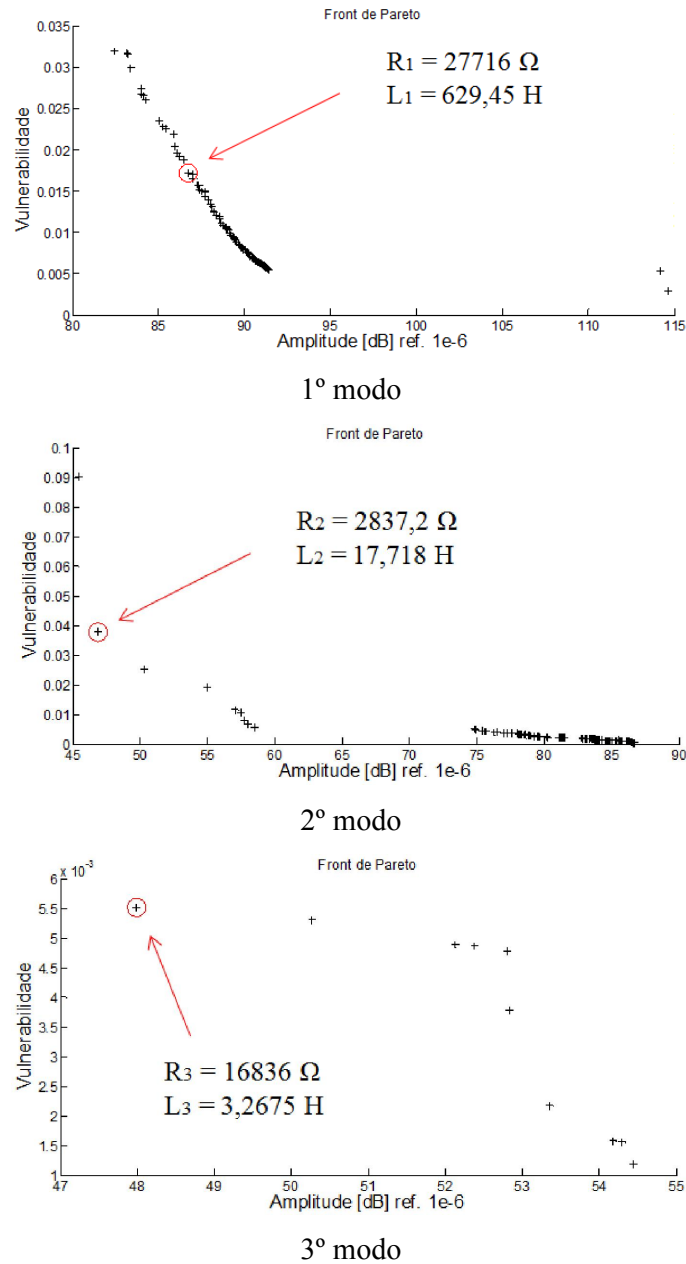 Front de Pareto
0.035
0.03
0.025
0.02
0.015
0.01
0.005
0
Vulnerabilidade
R1 = 27716 Ω
L1 = 629,45 H
80 85 90 95 100 105 110 115
Amplitude [dB] ref. 1e-6
1º modo
Front de Pareto
0.1
0.09
0.08
0.07
0.06
0.05
0.04
0.03
0.02
0.01
0
Vulnerabilidade
R2 = 2837,2 Ω
L2 = 17,718 H
45 50 55 60 65 70 75 80 85 90
Amplitude [dB] ref. 1e-6
2º modo
Front de Pareto
x 10-3
6
5.5
5
4.5
4
3.5
3
2.5
2
1.5
1
Vulnerabilidade
R3 = 16836 Ω
L3 = 3,2675 H
47 48 49 50 51 52 53 54 55
Amplitude [dB] ref. 1e-6
3º modo